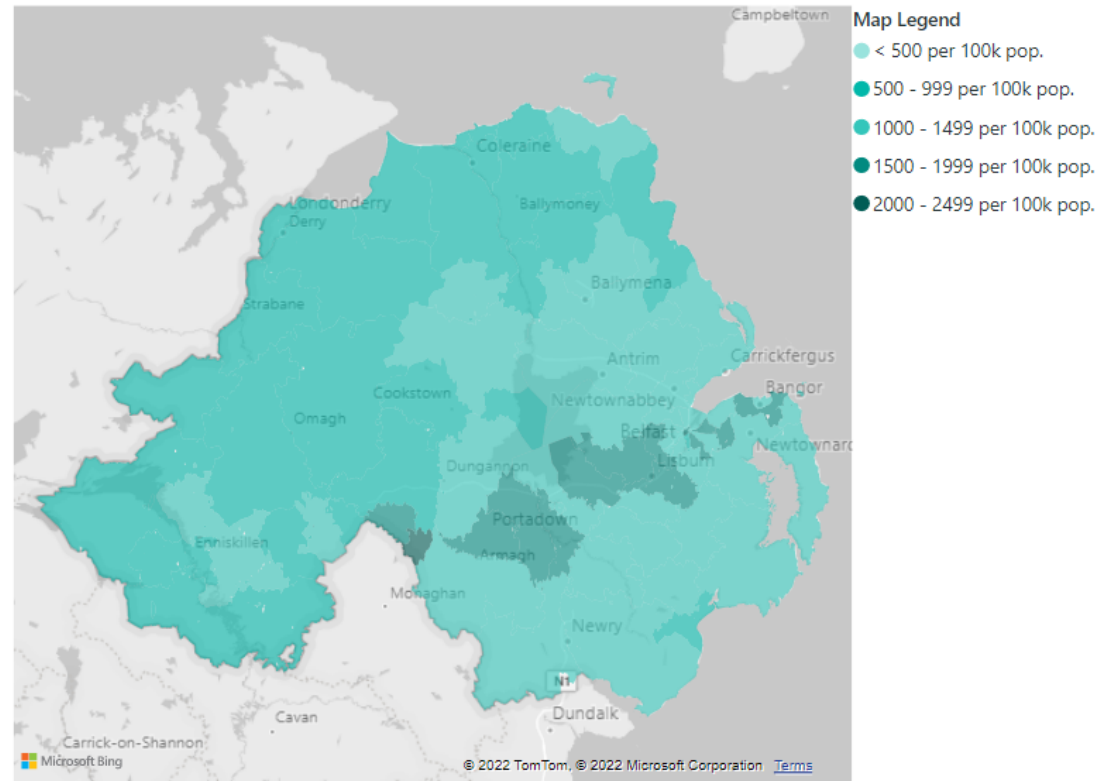 Campbeltown
Map Legend
< 500 per 100k pop.
500 - 999 per 100k pop.
1000 - 1499 per 100k pop.
1500 - 1999 per 100k pop.
2000 - 2499 per 100k pop.
Coleraine
Londonderry
Derry
Ballymoney
Ballymena
Strabane
Antrim
Carrickfergus
Bangor
Cookstown
Newtownabbey
Omagh
Belfast
Newtownard
Dungannon
Lisburn
Portadown
Enniskillen
Armagh
Monaghan
Newry
N1
Dundalk
Cavan
Carrick-on-Shannon
Microsoft Bing
© 2022 TomTom, © 2022 Microsoft Corporation Terms